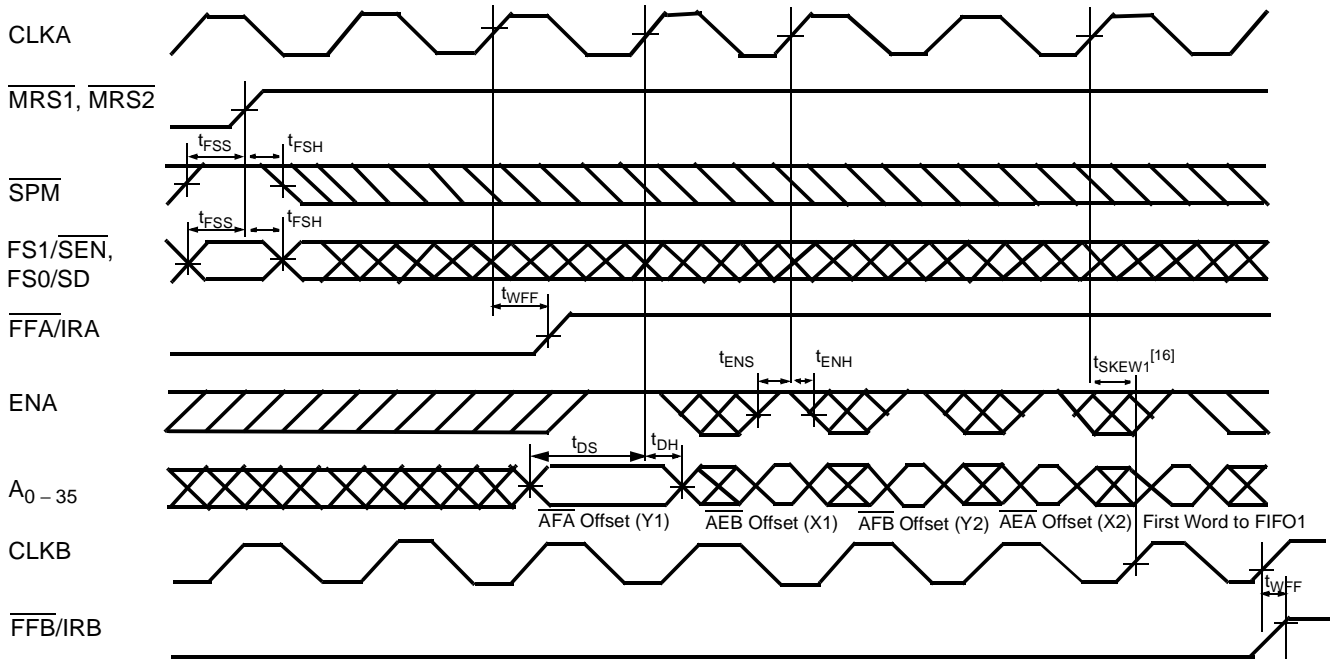 CLKA
MRS1, MRS2
tFSS tFSH
SPM
tFSS tFSH
FS1/SEN,
FS0/SD
tWFF
FFA/IRA
tENS tENH tSKEW1[16]
ENA
tDS tDH
A0 – 35
AFA Offset (Y1) AEB Offset (X1) AFB Offset (Y2) AEA Offset (X2) First Word to FIFO1
CLKB
tWFF
FFB/IRB